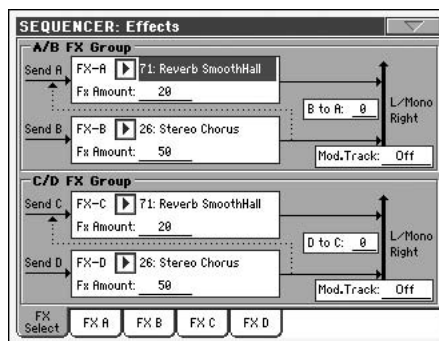 SEQUENCER: Effects
A/B FX Group
Send A FX-A 71: Reverb SmoothHall
Fx Amount: 20
B to A: 0
L/Mono
Right
Send B FX-B 26: Stereo Chorus
Fx Amount: 50
Mod.Track: Off
C/D FX Group
Send C FX-C 71: Reverb SmoothHall
Fx Amount: 20
D to C: 0
L/Mono
Right
Send D FX-D 26: Stereo Chorus
Fx Amount: 50
Mod.Track: Off
FX Select FX A FX B FX C FX D